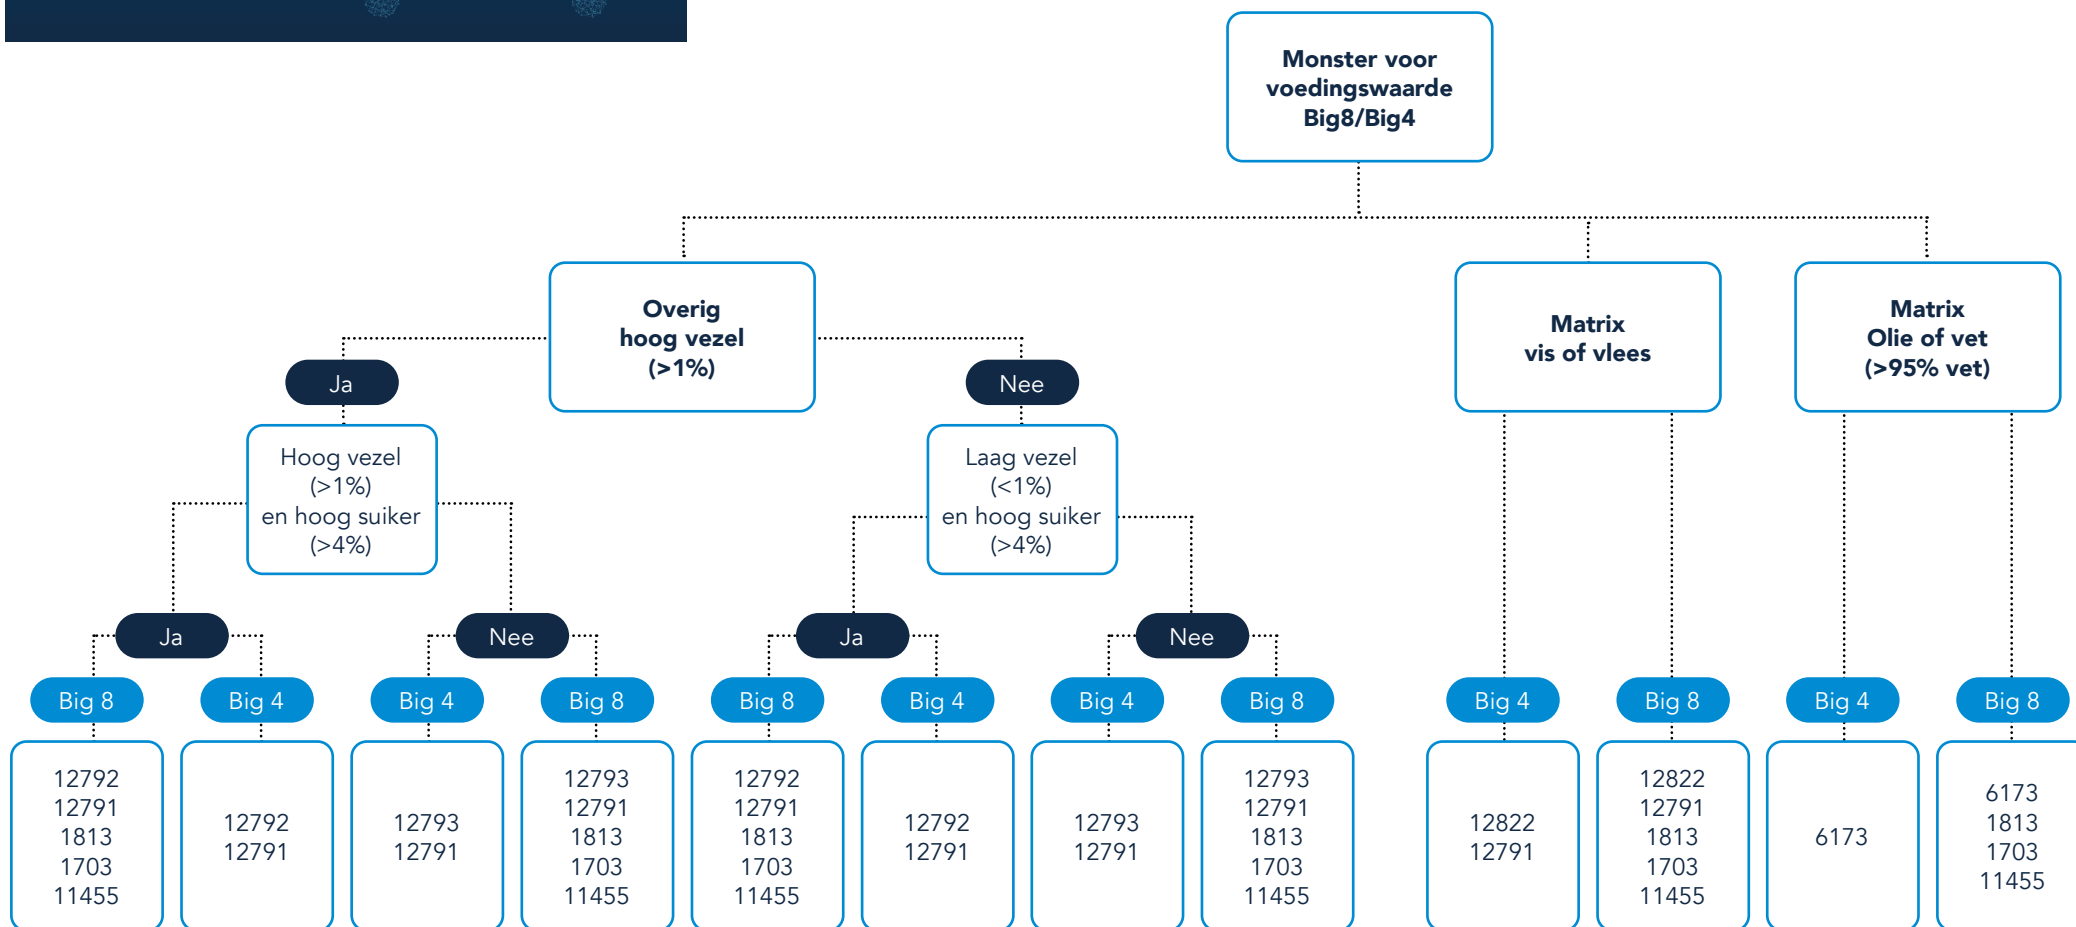 Monster voor
voedingswaarde
Big8/Big4
Overig
hoog vezel
(>1%)
Matrix
vis of vlees
Matrix
Olie of vet
(>95% vet)
Ja
Nee
Hoog vezel
(>1%)
en hoog suiker
(>4%)
Laag vezel
(<1%)
en hoog suiker
(>4%)
Ja
Nee
Ja
Nee
Big 8
Big 4
Big 4
Big 8
Big 8
Big 4
Big 4
Big 8
Big 4
Big 8
Big 4
Big 8
12792
12791
1813
1703
11455
12792
12791
12793
12791
12793
12791
1813
1703
11455
12792
12791
1813
1703
11455
12792
12791
12793
12791
12793
12791
1813
1703
11455
12822
12791
12822
12791
1813
1703
11455
6173
6173
1813
1703
11455